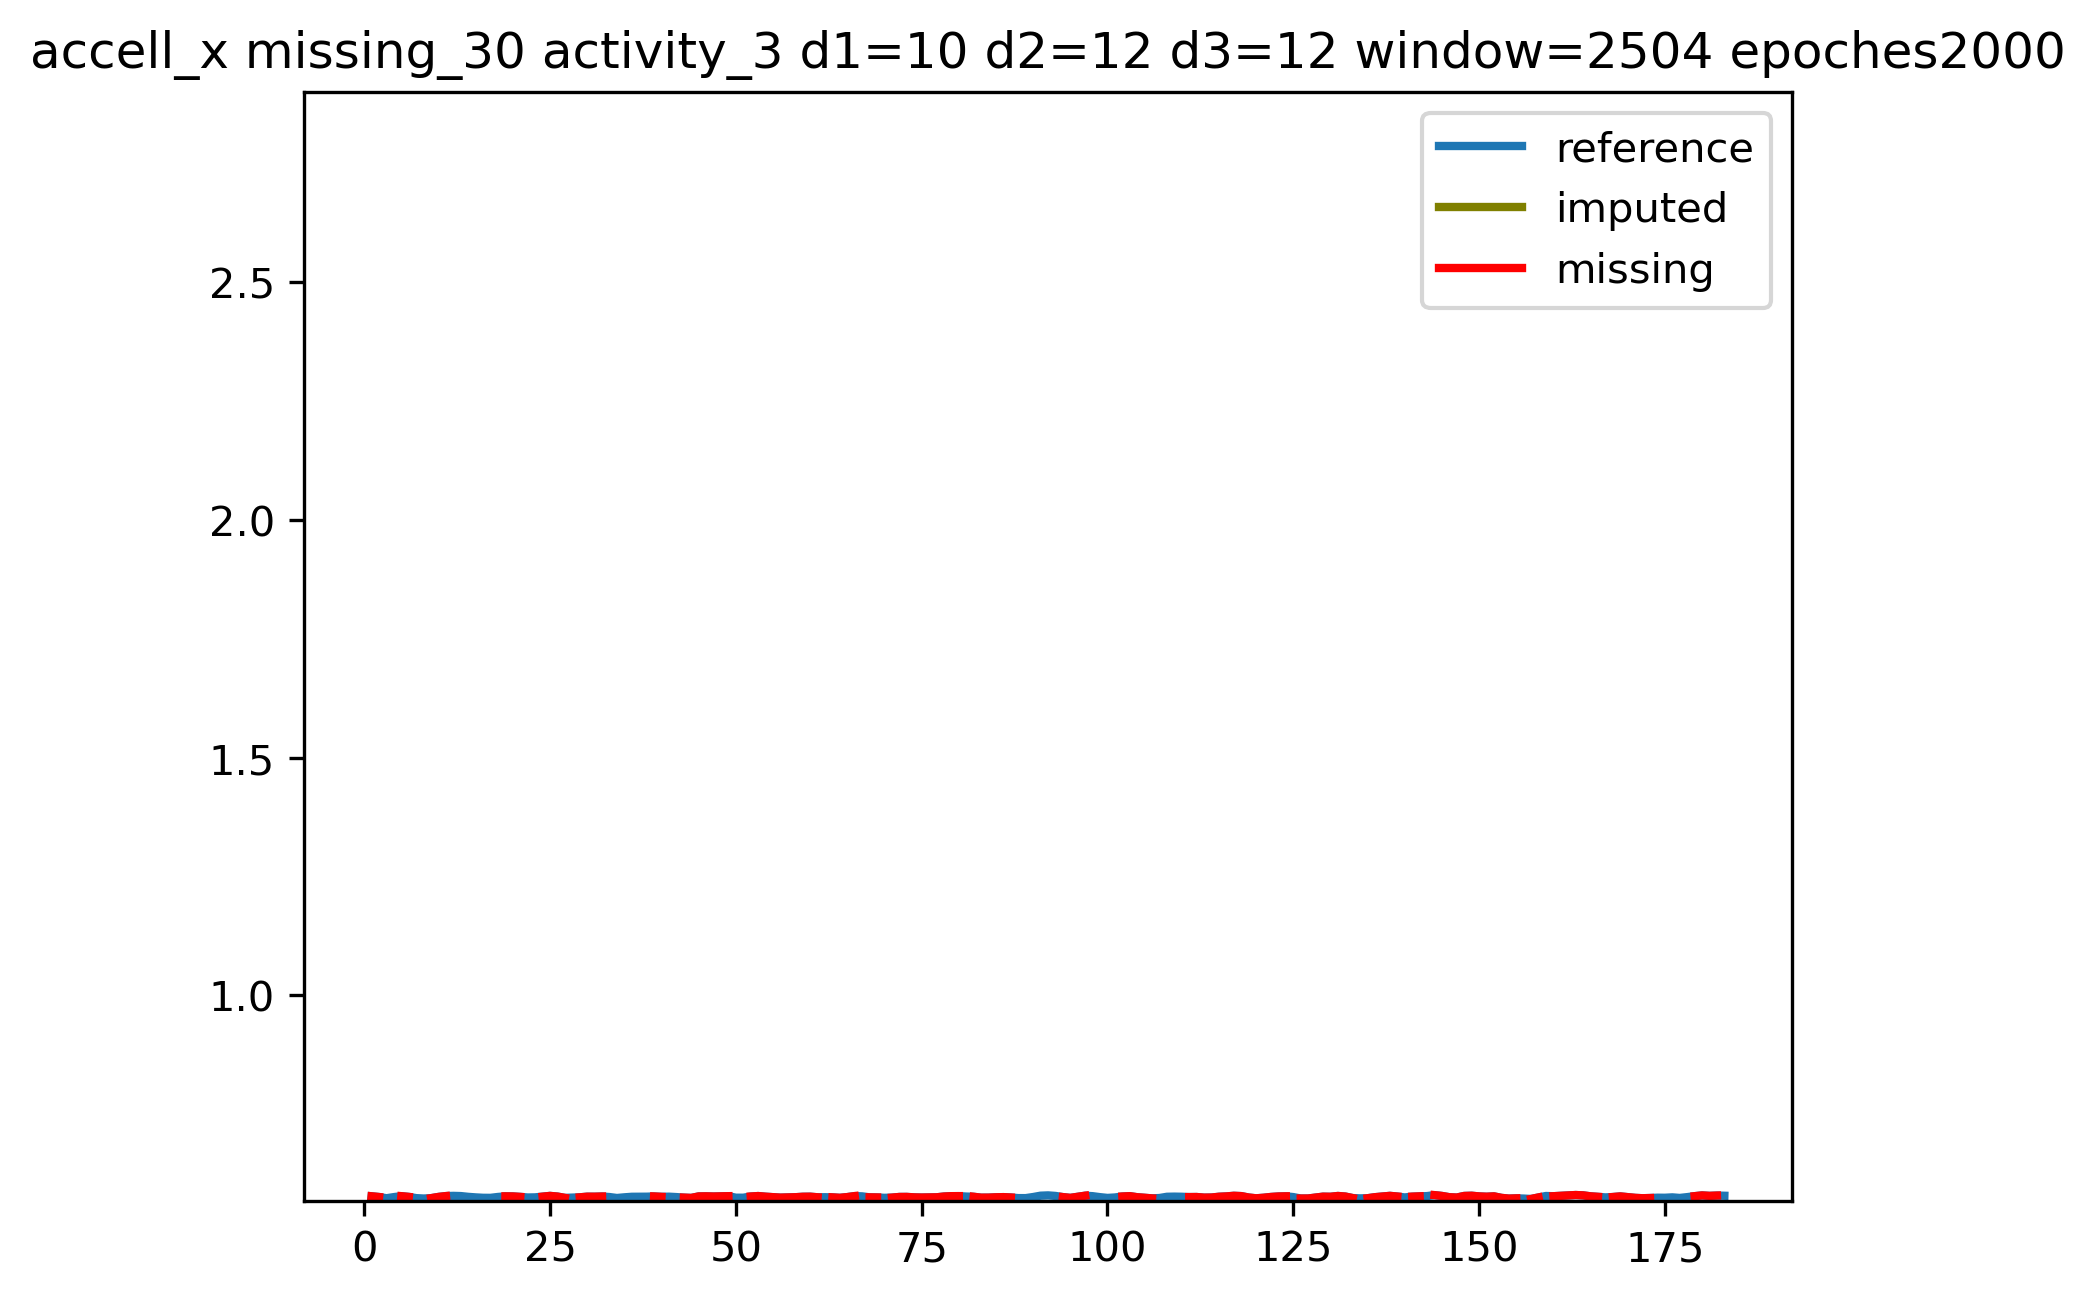 accell_x missing_30 activity_3 d1=10 d2=12 d3=12 window=2504 epoches2000
reference
imputed
missing
2.5
2.0
1.5
1.0
0 25 50 75 100 125 150 175